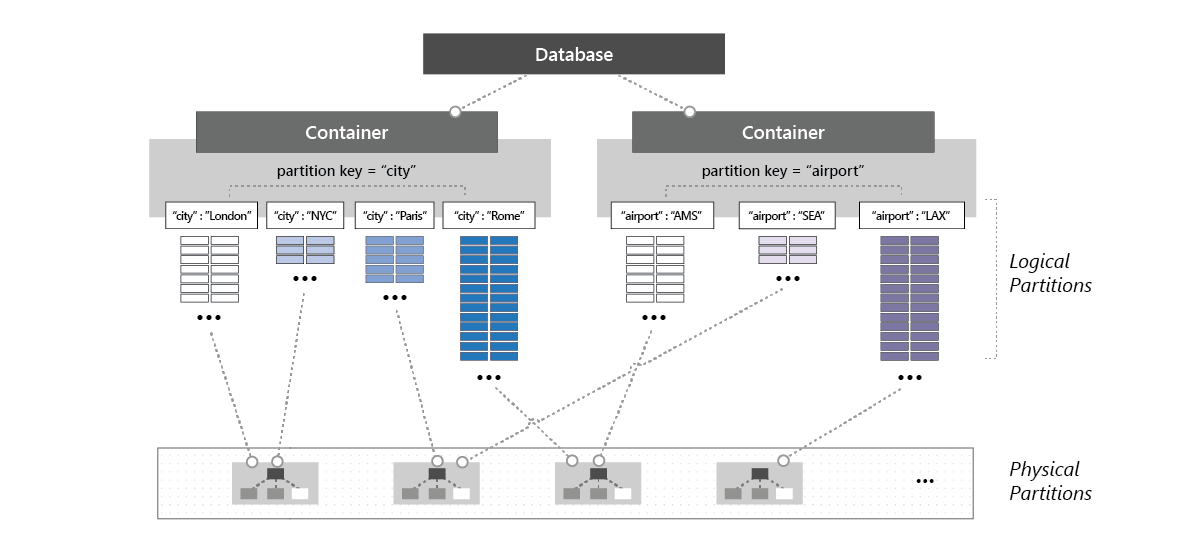 Database
Container
Container
partition key = “city”
partition key = “airport”
“city” : ”London”
“city” : ”NYC”
“city” : ”Paris”
“city” : ”Rome”
“airport” : ”AMS”
“airport” : ”SEA”
“airport” : ”LAX”
Logical
Partitions
Physical
Partitions